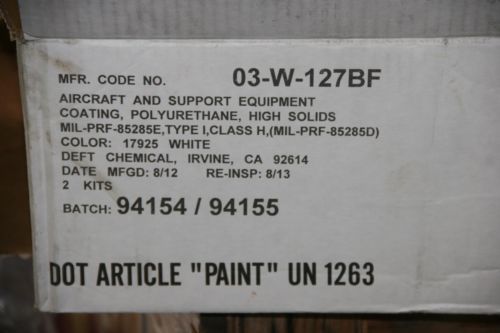 MFR. CODE NO. 03-W-127BF
AIRCRAFT AND SUPPORT EQUIPMENT
COATING, POLYURETHANE, HIGH SOLIDS
MIL-PRF-85285E,TYPE I,CLASS H,(MIL-PRF-85285D)
COLOR: 17925 WHITE
DEFT CHEMICAL, IRVINE, CA 92614
DATE MFGD: 8/12 RE-INSP: 8/13
2 KITS
BATCH: 94154 / 94155
DOT ARTICLE "PAINT" UN 1263